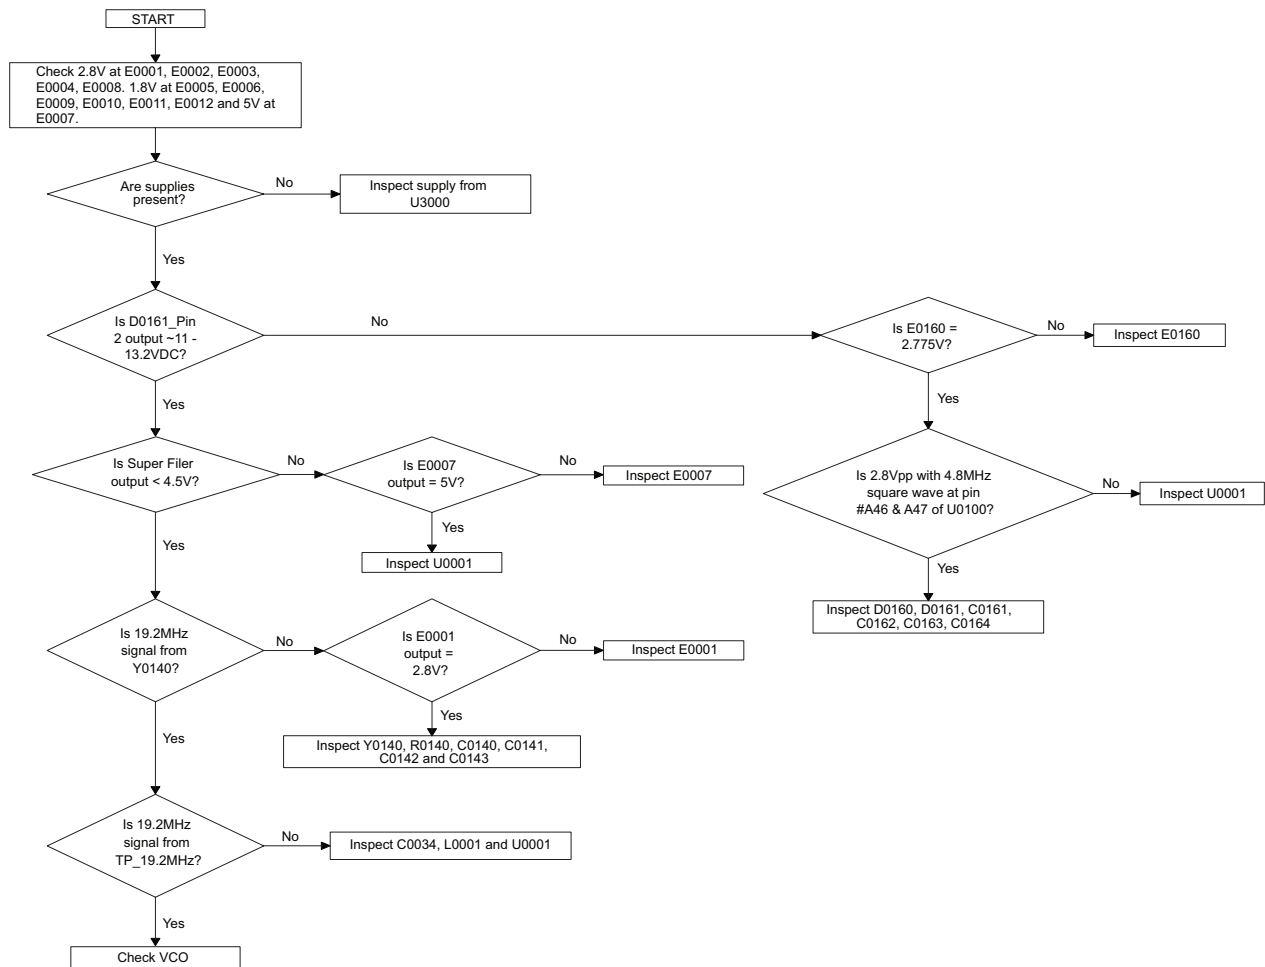 START
Check 2.8V at E0001, E0002, E0003,
E0004, E0008. 1.8V at E0005, E0006,
E0009, E0010, E0011, E0012 and 5V at
E0007.
Are supplies
present?
No
Inspect supply from
U3000
Yes
Is D0161_Pin
2 output ~11 -
13.2VDC?
No
Is E0160 =
2.775V?
No
Inspect E0160
Yes
Yes
Is Super Filer
output < 4.5V?
No
Is E0007
output = 5V?
No
Inspect E0007
Is 2.8Vpp with 4.8MHz
square wave at pin
#A46 & A47 of U0100?
No
Inspect U0001
Yes
Yes
Inspect U0001
Yes
Inspect D0160, D0161, C0161,
C0162, C0163, C0164
Is 19.2MHz
signal from
Y0140?
No
Is E0001
output =
2.8V?
No
Inspect E0001
Yes
Yes
Inspect Y0140, R0140, C0140, C0141,
C0142 and C0143
Is 19.2MHz
signal from
TP_19.2MHz?
No
Inspect C0034, L0001 and U0001
Yes
Check VCO